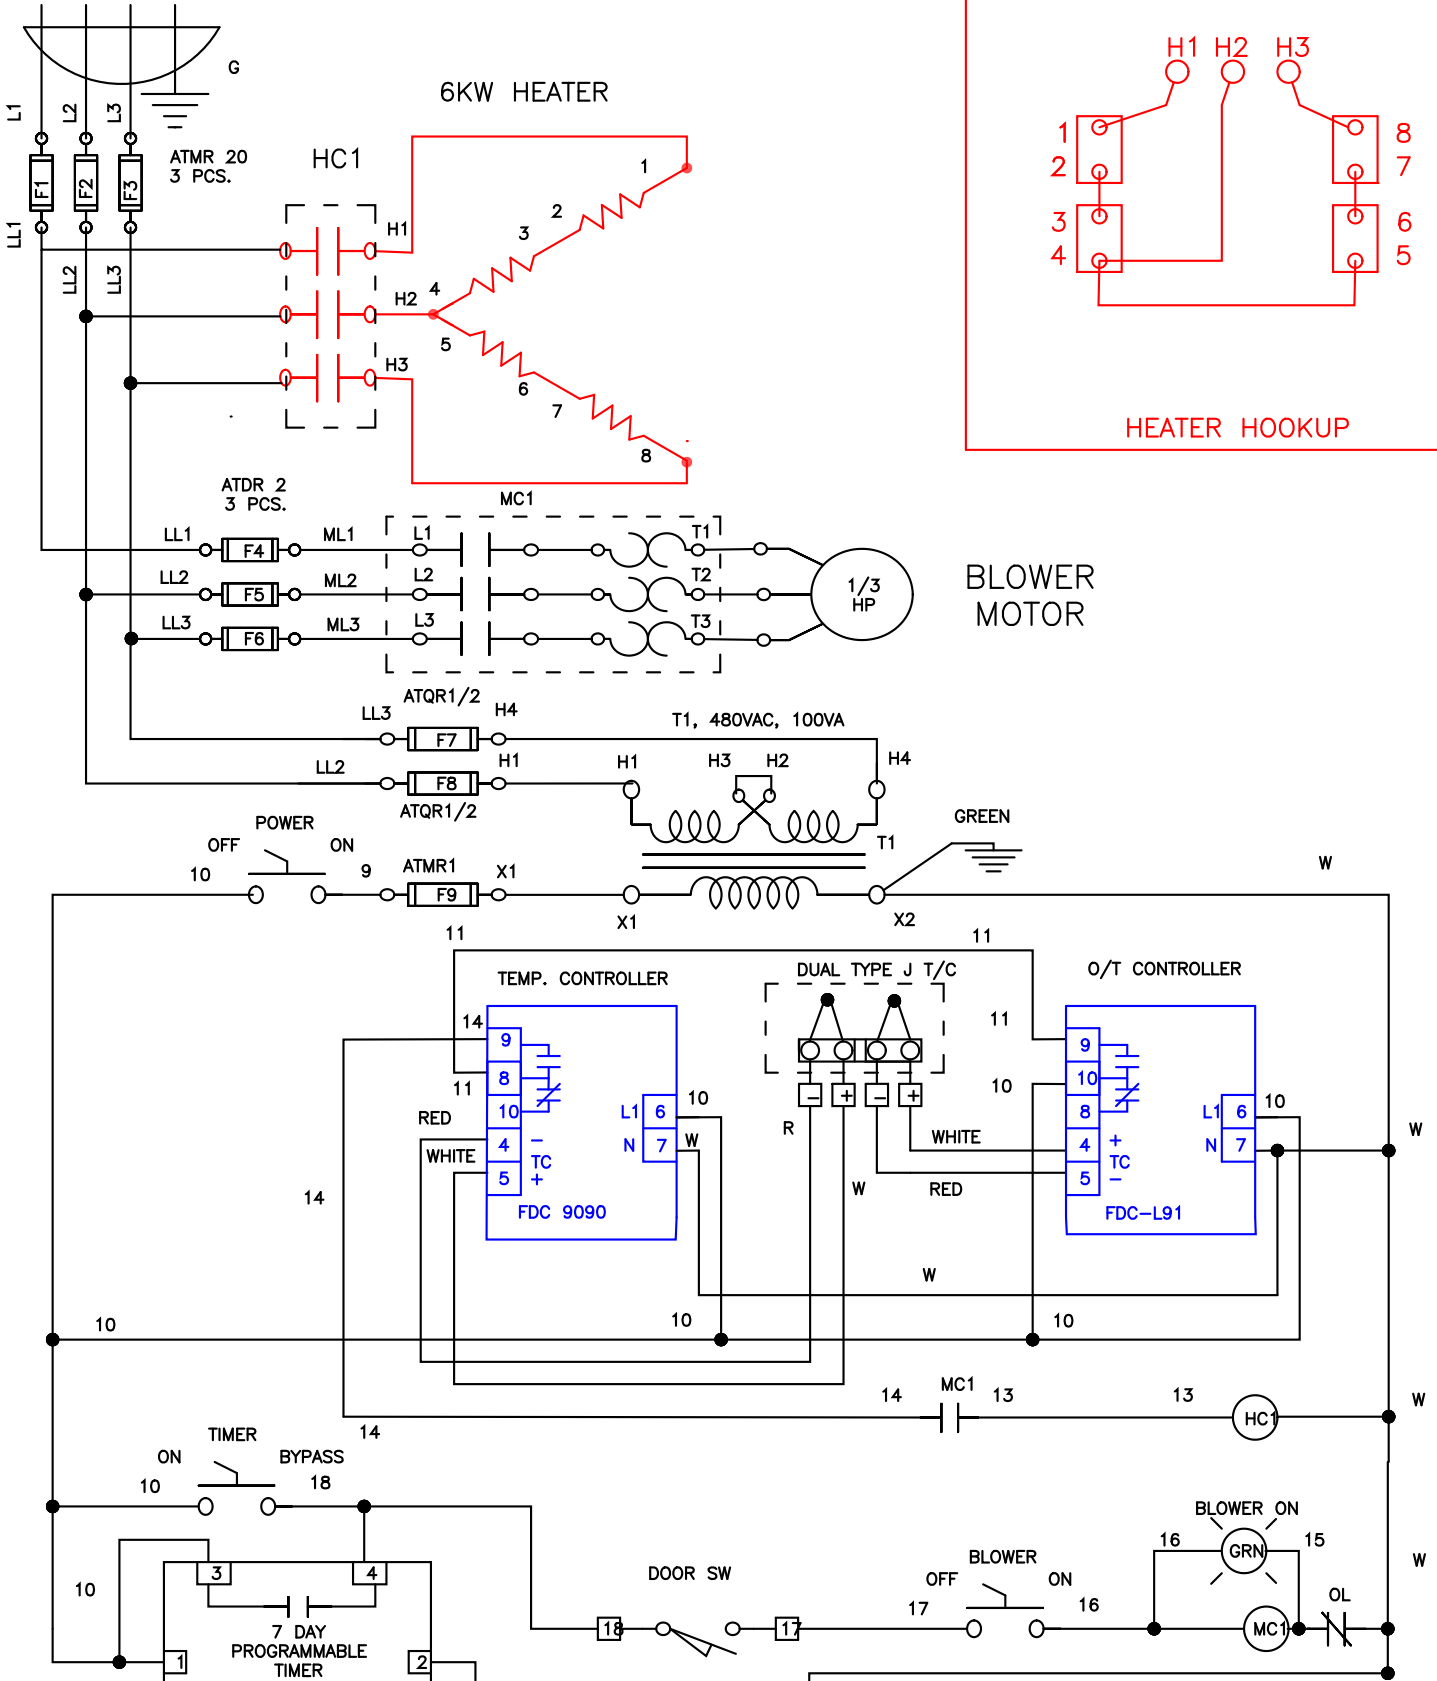 G
L1
L2
L3
ATMR 20
3 PCS.
F1
F2
F3
LL1
LL2
LL3
6KW HEATER
HC1
H1
H2
H3
1
2
3
4
5
6
7
8
H1 H2 H3
1
2
3
4
8
7
6
5
HEATER HOOKUP
ATDR 2
3 PCS.
MC1
LL1
F4
ML1
L1
T1
LL2
F5
ML2
L2
T2
LL3
F6
ML3
L3
T3
1/3
HP
BLOWER
MOTOR
ATQR1/2
LL3
F7
H4
T1, 480VAC, 100VA
LL2
F8
H1
ATQR1/2
H1
H3
H2
H4
T1
GREEN
POWER
OFF
ON
10
9
ATMR1
F9
X1
X1
X2
W
11
11
TEMP. CONTROLLER
DUAL TYPE J T/C
O/T CONTROLLER
14
9
11
8
10
RED
4 −
WHITE
TC
5 +
L1 6
10
N 7
W
FDC 9090
− + − +
R
W
WHITE
RED
11
9
10
10
8
4 +
TC
5 −
L1 6
10
N 7
FDC−L91
W
14
W
10
10
10
14
MC1
13
13
HC1
W
14
TIMER
ON
BYPASS
10
18
3
4
10
7 DAY
PROGRAMMABLE
TIMER
1
2
DOOR SW
18
17
BLOWER
OFF
ON
17
16
BLOWER ON
16
GRN
15
MC1
OL
W